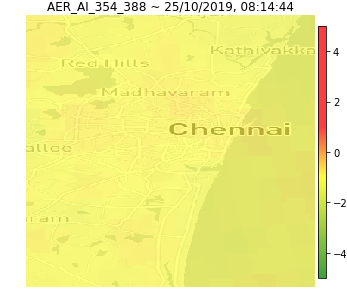 AER_AI_354_388 ~ 25/10/2019, 08:14:44
Kathivakka
Red Hills
Madhavaram
Chennai
allee
ram
4
2
0
−2
−4